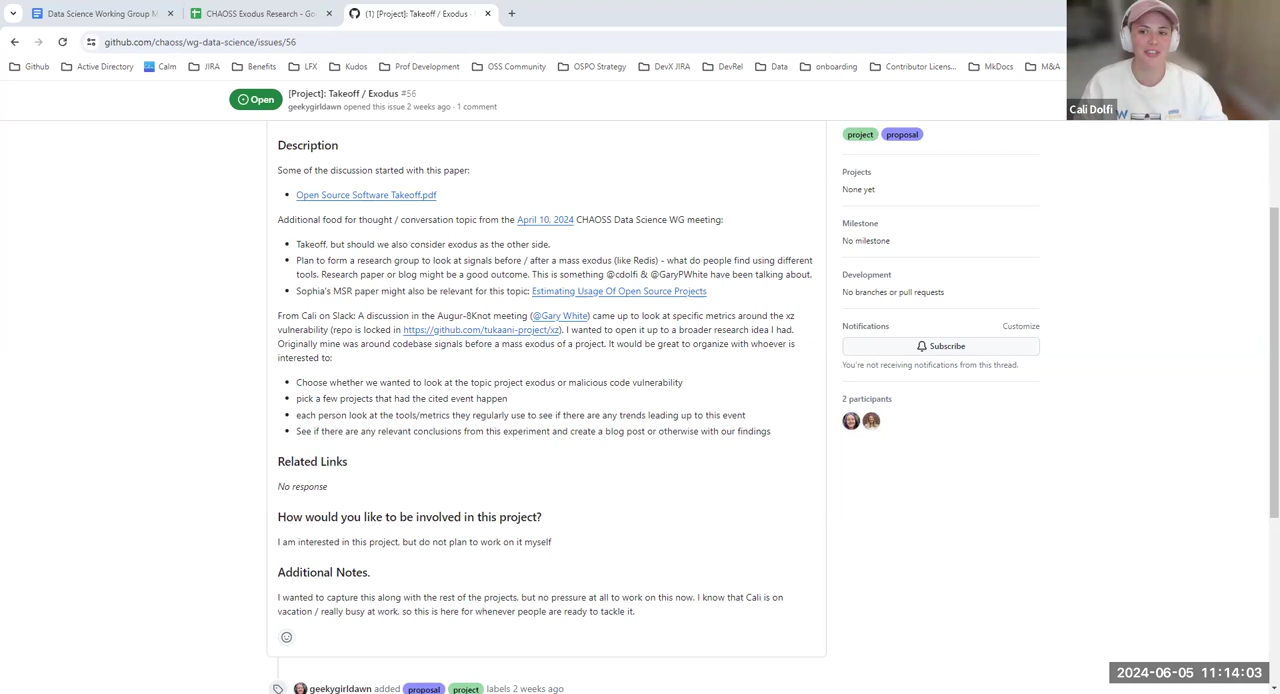 Data Science Working Group M
CHAOSS Exodus Research - Go
(1) [Project]: Takeoff / Exodus ·
github.com/chaoss/wg-data-science/issues/56
Github
Active Directory
Calm
JIRA
Benefits
LFX
Kudos
Prof Development
OSS Community
OSPO Strategy
DevX JIRA
DevRel
Data
onboarding
Contributor Licens...
MkDocs
M&A
Cali Dolfi
Open
[Project]: Takeoff / Exodus #56
geekygirldawn opened this issue 2 weeks ago · 1 comment
Description
Some of the discussion started with this paper:
• Open Source Software Takeoff.pdf
Additional food for thought / conversation topic from the April 10, 2024 CHAOSS Data Science WG meeting:
• Takeoff, but should we also consider exodus as the other side.
• Plan to form a research group to look at signals before / after a mass exodus (like Redis) - what do people find using different
tools. Research paper or blog might be a good outcome. This is something @cdolfi & @GaryPWhite have been talking about.
• Sophia's MSR paper might also be relevant for this topic: Estimating Usage Of Open Source Projects
From Cali on Slack: A discussion in the Augur-8Knot meeting (@Gary White) came up to look at specific metrics around the xz
vulnerability (repo is locked in https://github.com/tukaani-project/xz). I wanted to open it up to a broader research idea I had.
Originally mine was around codebase signals before a mass exodus of a project. It would be great to organize with whoever is
interested to:
• Choose whether we wanted to look at the topic project exodus or malicious code vulnerability
• pick a few projects that had the cited event happen
• each person look at the tools/metrics they regularly use to see if there are any trends leading up to this event
• See if there are any relevant conclusions from this experiment and create a blog post or otherwise with our findings
Related Links
No response
How would you like to be involved in this project?
I am interested in this project, but do not plan to work on it myself
Additional Notes.
I wanted to capture this along with the rest of the projects, but no pressure at all to work on this now. I know that Cali is on
vacation / really busy at work, so this is here for whenever people are ready to tackle it.
geekygirldawn added proposal project labels 2 weeks ago
project proposal
Projects
None yet
Milestone
No milestone
Development
No branches or pull requests
Notifications
Customize
Subscribe
You're not receiving notifications from this thread.
2 participants
2024-06-05 11:14:03